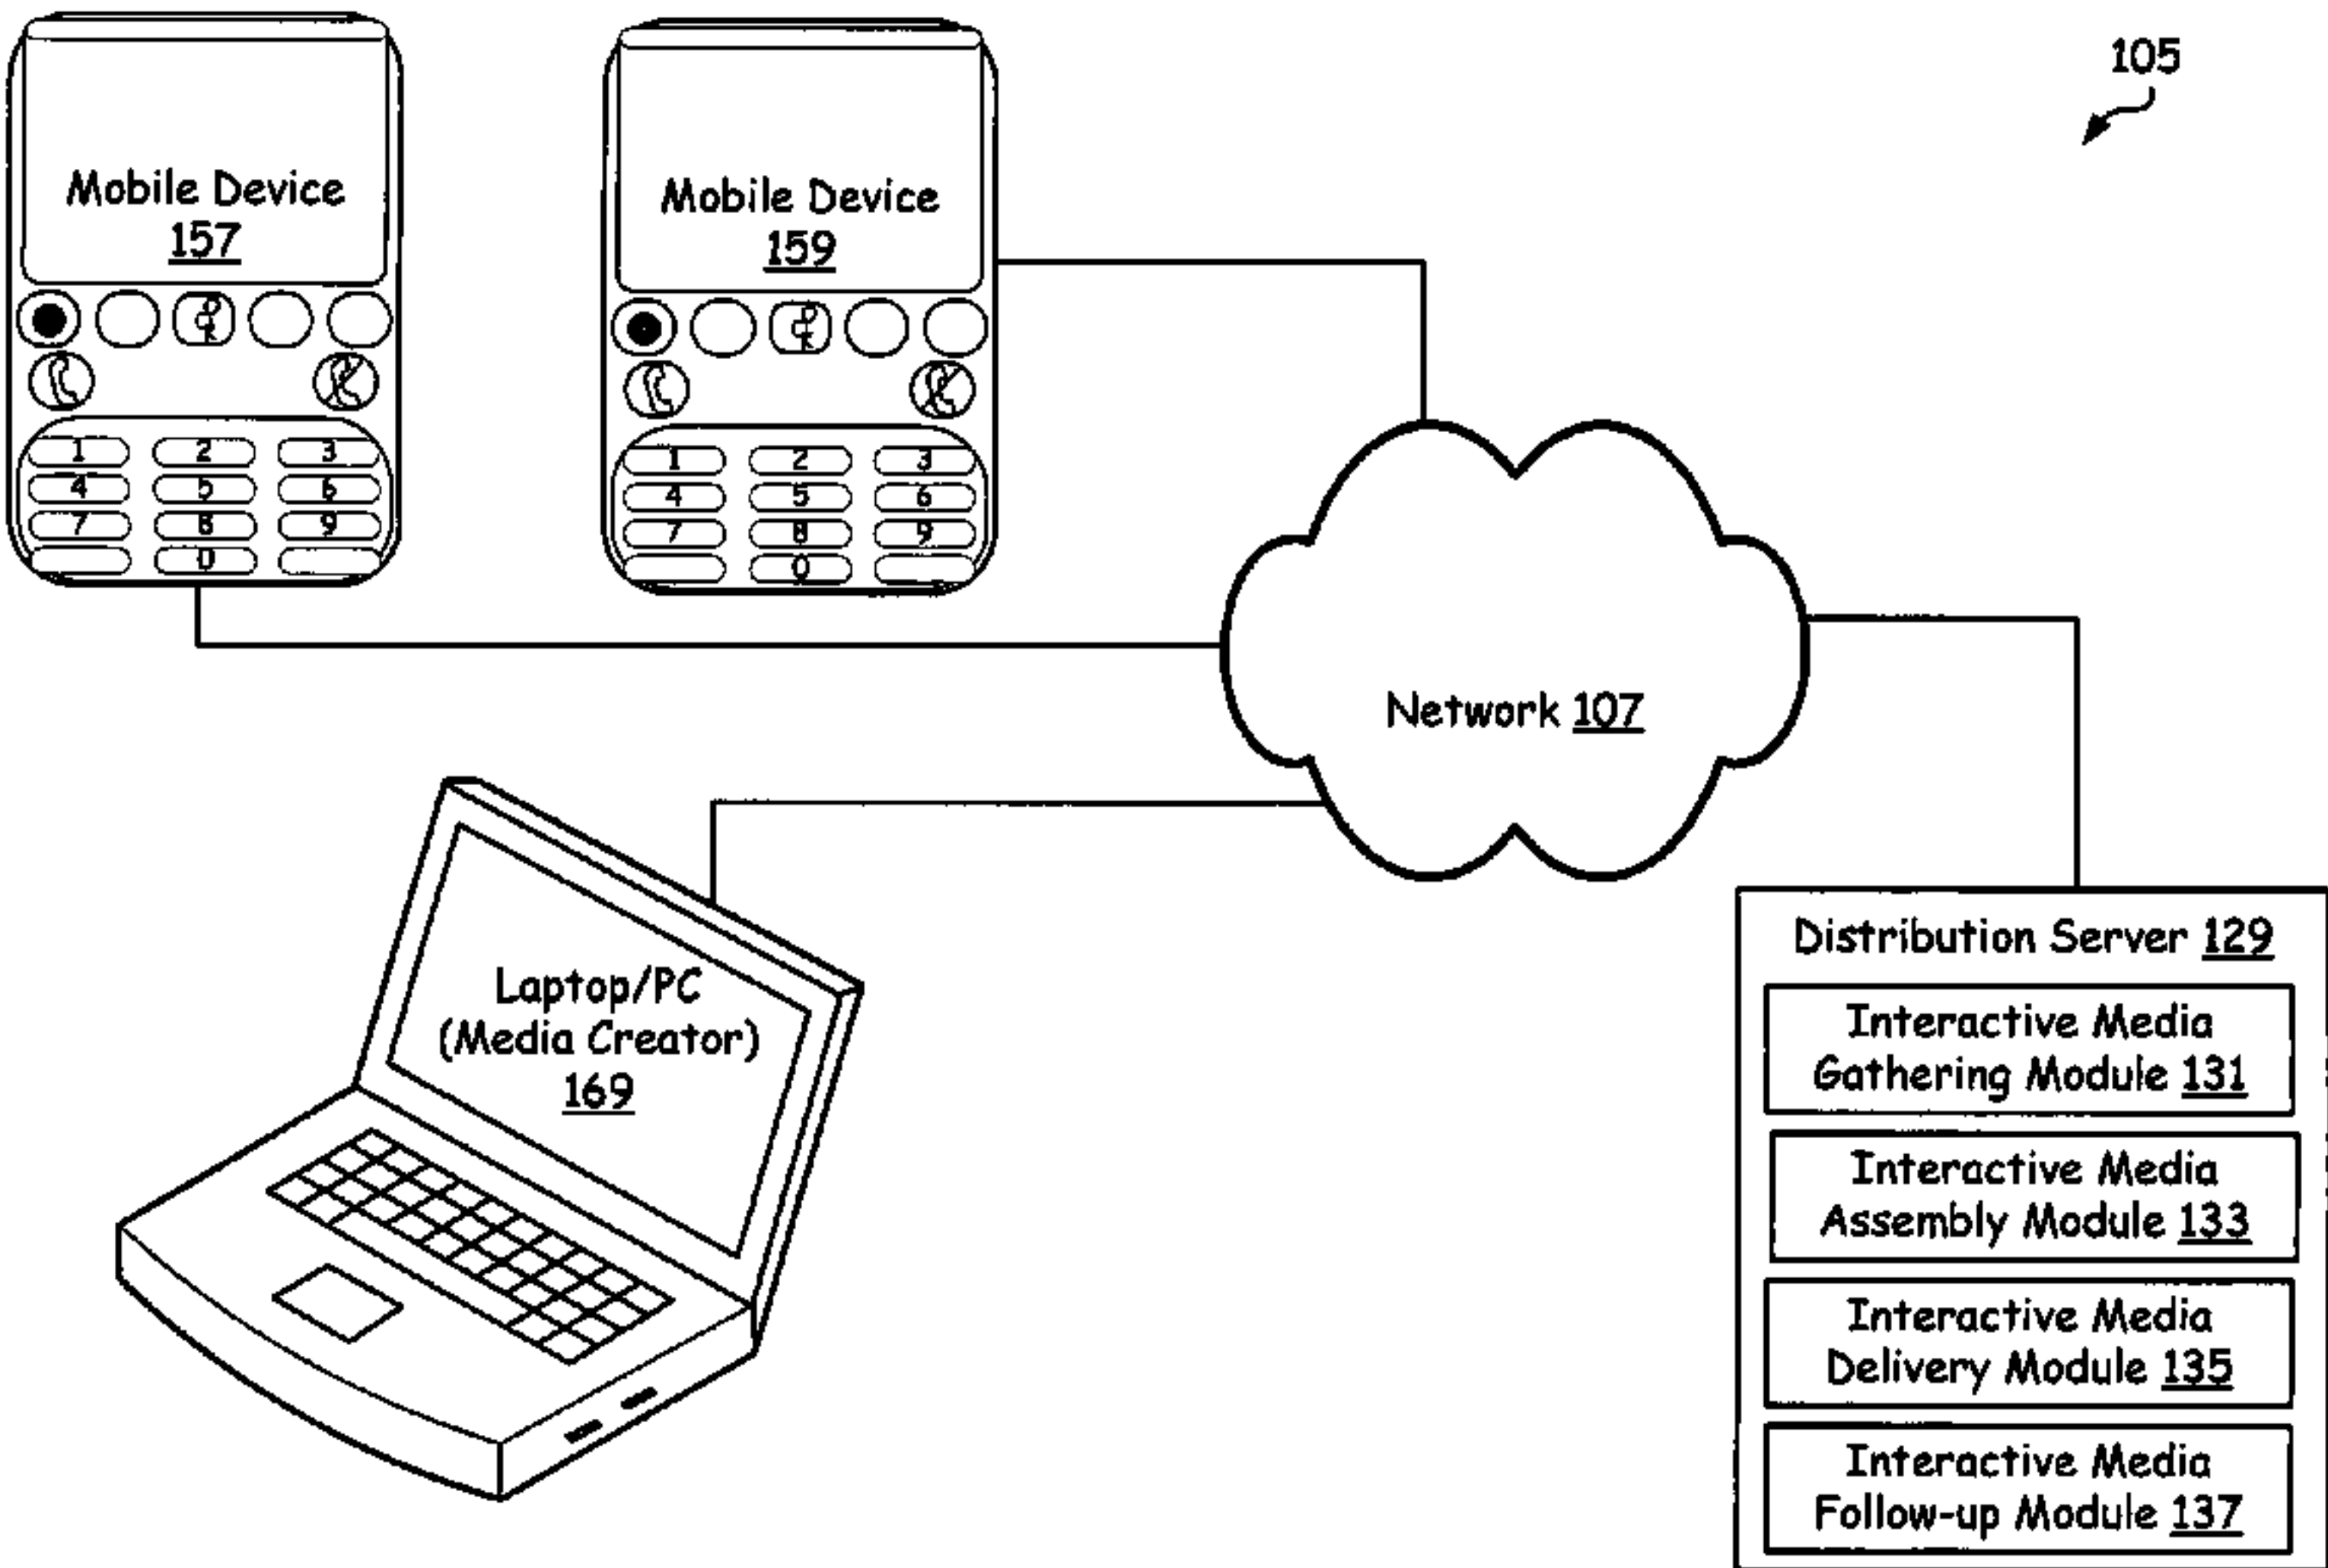 105
Mobile Device
157
OK
1 2 3
4 5 6
7 8 9
0
Mobile Device
159
OK
1 2 3
4 5 6
7 8 9
0
Network 107
Laptop/PC
(Media Creator)
169
Distribution Server 129
Interactive Media
Gathering Module 131
Interactive Media
Assembly Module 133
Interactive Media
Delivery Module 135
Interactive Media
Follow-up Module 137